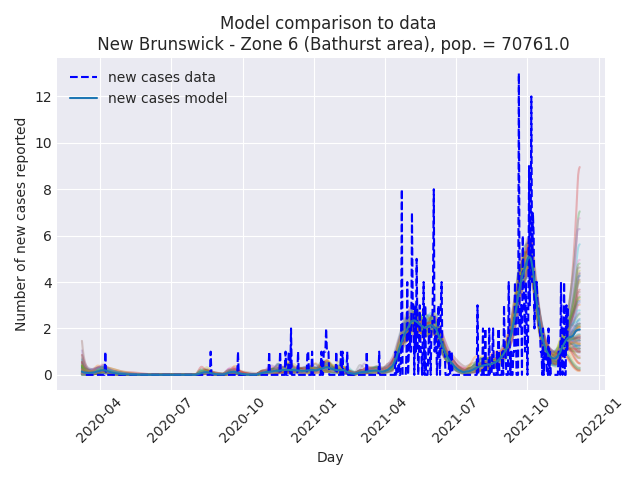 Model comparison to data
New Brunswick - Zone 6 (Bathurst area), pop. = 70761.0
new cases data
new cases model
Number of new cases reported
12
10
8
6
4
2
0
2020-04
2020-07
2020-10
2021-01
2021-04
2021-07
2021-10
2022-01
Day